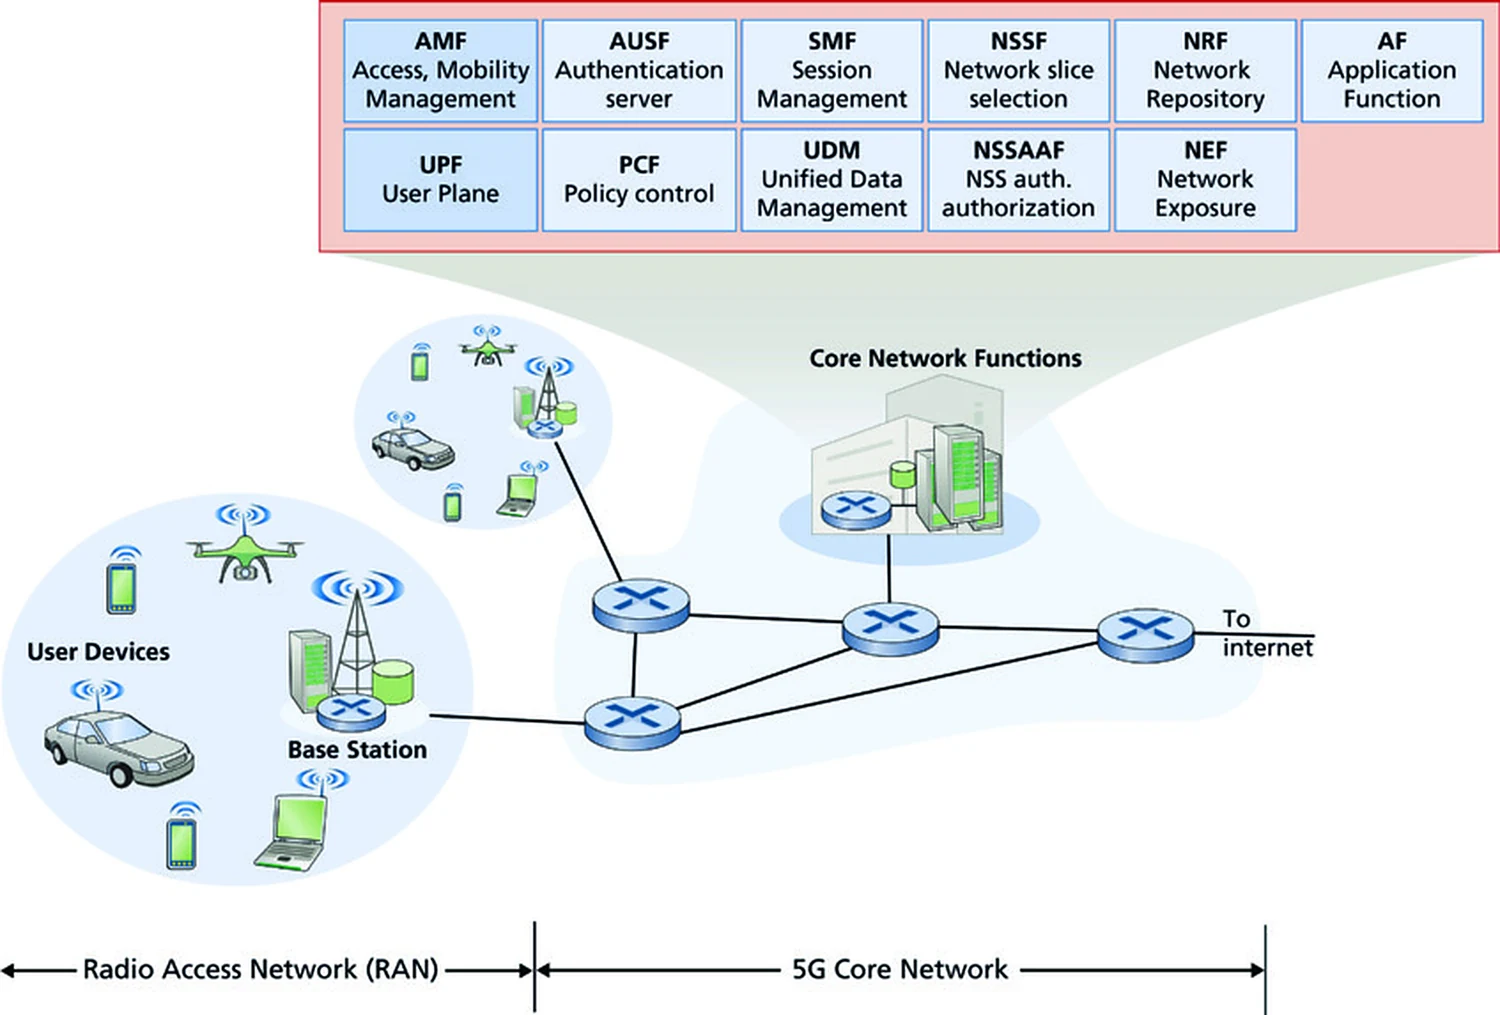 AMF
Access, Mobility
Management
AUSF
Authentication
server
SMF
Session
Management
NSSF
Network slice
selection
NRF
Network
Repository
AF
Application
Function
UPF
User Plane
PCF
Policy control
UDM
Unified Data
Management
NSSAAF
NSS auth.
authorization
NEF
Network
Exposure
Core Network Functions
To
internet
User Devices
Base Station
Radio Access Network (RAN)
5G Core Network